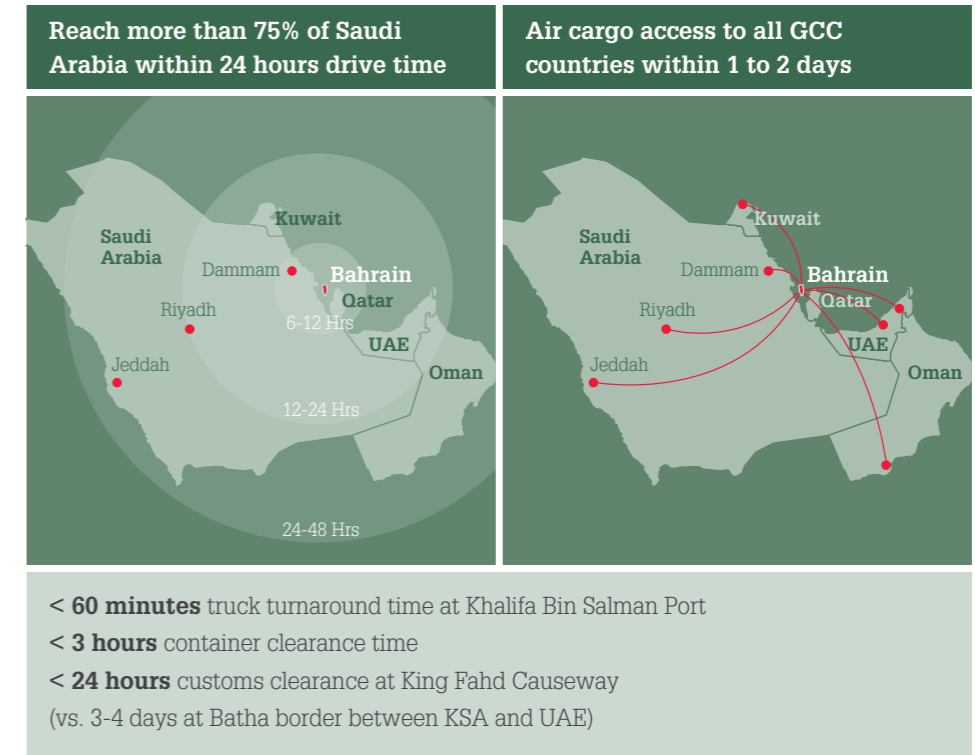 Reach more than 75% of Saudi
Arabia within 24 hours drive time
Kuwait
Saudi
Arabia
Dammam
Bahrain
Qatar
Riyadh
6-12 Hrs
UAE
Jeddah
Oman
12-24 Hrs
24-48 Hrs
Air cargo access to all GCC
countries within 1 to 2 days
Kuwait
Saudi
Arabia
Dammam
Bahrain
Qatar
Riyadh
UAE
Jeddah
Oman
< 60 minutes truck turnaround time at Khalifa Bin Salman Port
< 3 hours container clearance time
< 24 hours customs clearance at King Fahd Causeway
(vs. 3-4 days at Batha border between KSA and UAE)